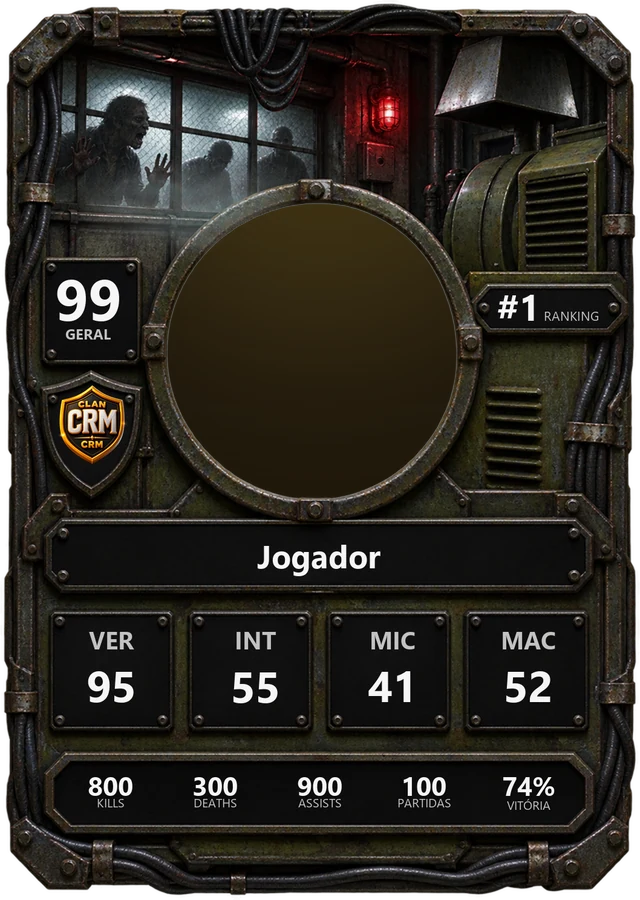 99
GERAL
#1 RANKING
CLAN
CRM
CRM
Jogador
VER INT MIC MAC
95 55 41 52
800 300 900 100 74%
KILLS DEATHS ASSISTS PARTIDAS VITÓRIA